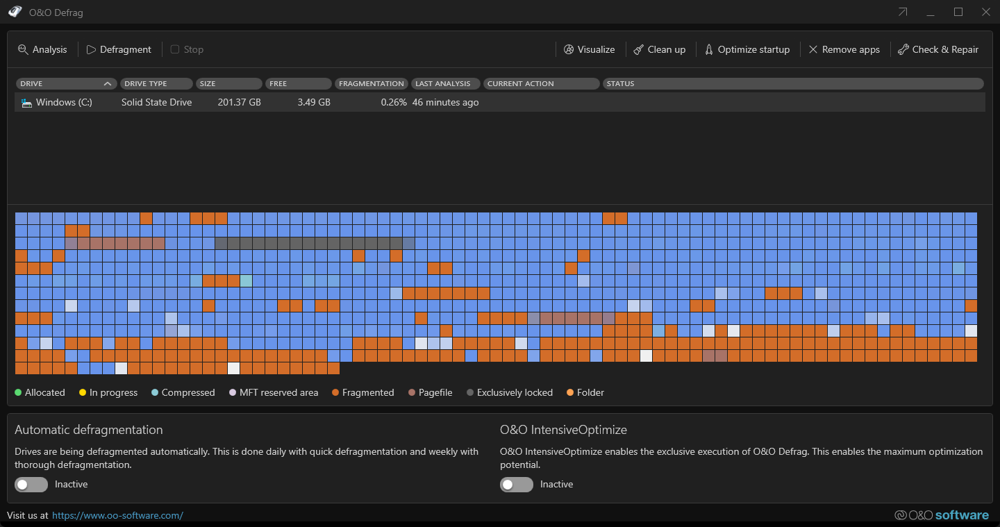 O&O Defrag
Analysis Defragment Stop Visualize Clean up Optimize startup Remove apps Check & Repair
DRIVE DRIVE TYPE SIZE FREE FRAGMENTATION LAST ANALYSIS CURRENT ACTION STATUS
Windows (C:) Solid State Drive 201.37 GB 3.49 GB 0.26% 46 minutes ago
Allocated In progress Compressed MFT reserved area Fragmented Pagefile Exclusively locked Folder
Automatic defragmentation
Drives are being defragmented automatically. This is done daily with quick defragmentation and weekly with
thorough defragmentation.
Inactive
O&O IntensiveOptimize
O&O IntensiveOptimize enables the exclusive execution of O&O Defrag. This enables the maximum optimization
potential.
Inactive
Visit us at https://www.oo-software.com/
O&O software